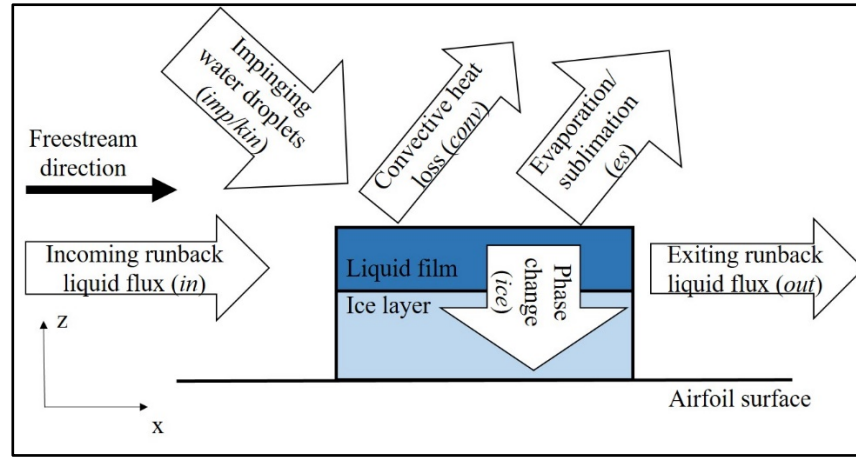 Impinging
water droplets
(imp/kin)
Convective heat
loss (conv)
Evaporation/
sublimation
(es)
Freestream
direction
Incoming runback
liquid flux (in)
Liquid film
Ice layer
Phase
change
(ice)
Exiting runback
liquid flux (out)
z
x
Airfoil surface